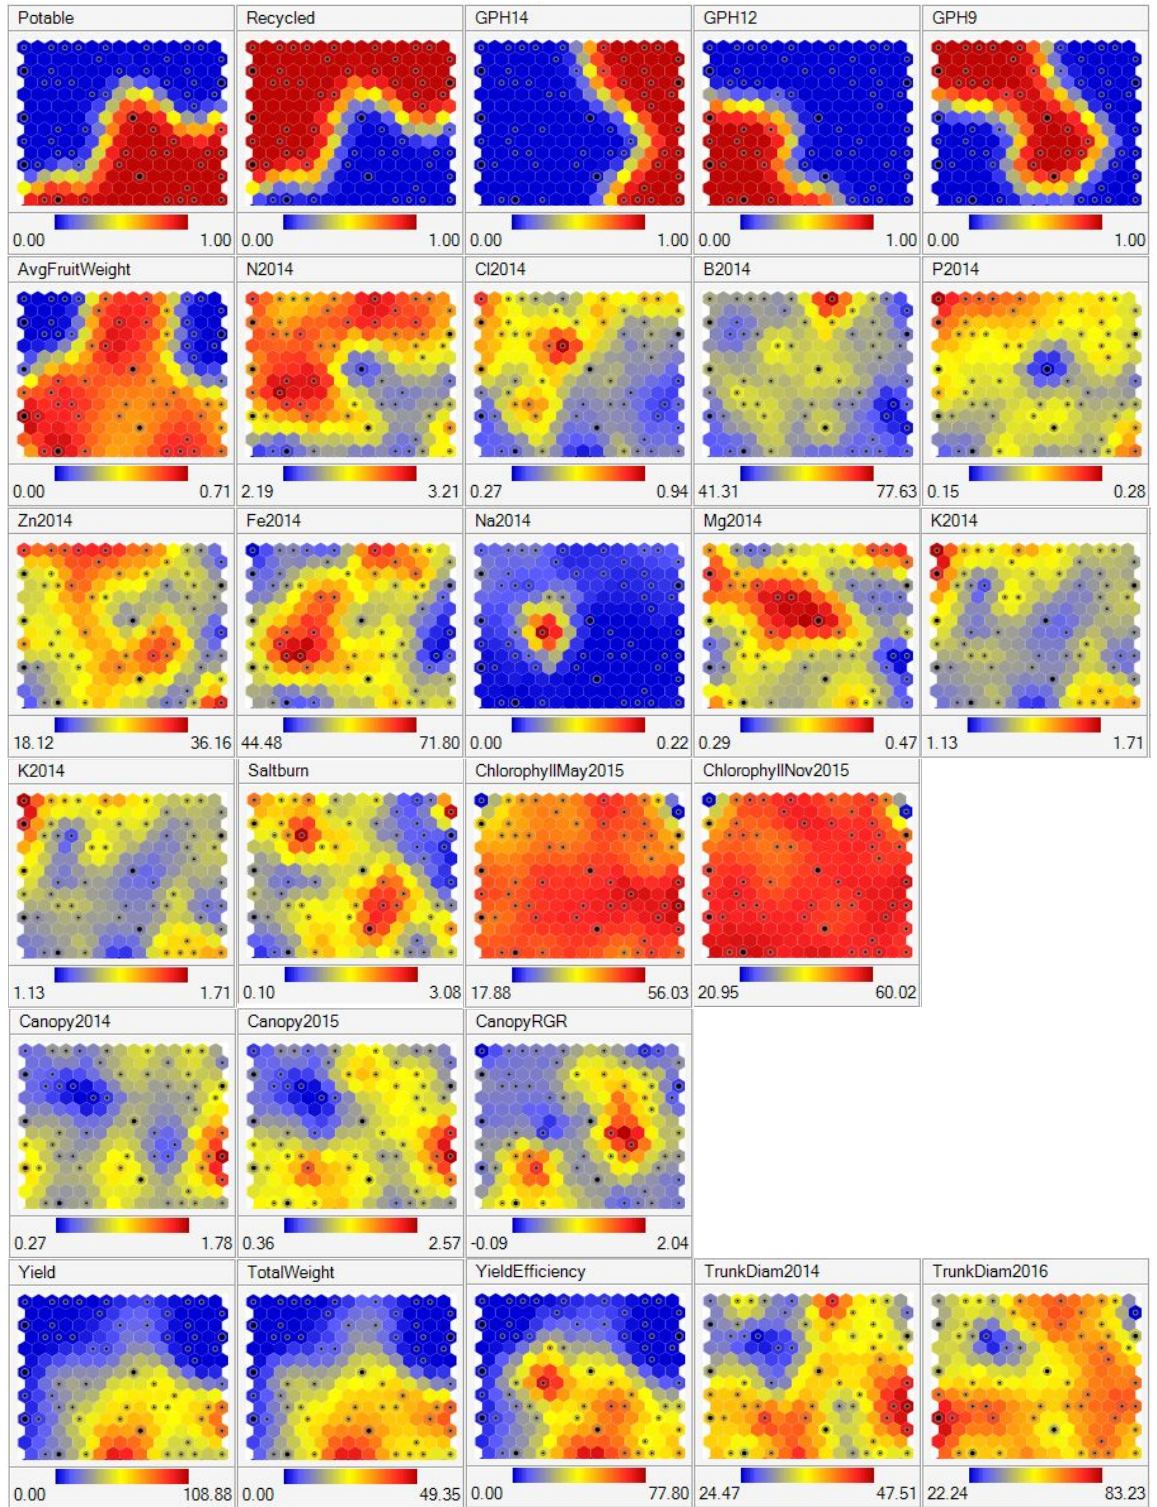 Potable Recycled GPH14 GPH12 GPH9
0.00 1.00 0.00 1.00 0.00 1.00 0.00 1.00 0.00 1.00
AvgFruitWeight N2014 Cl2014 B2014 P2014
0.00 0.71 2.19 3.21 0.27 0.94 41.31 77.63 0.15 0.28
Zn2014 Fe2014 Na2014 Mg2014 K2014
18.12 36.16 44.48 71.80 0.00 0.22 0.29 0.47 1.13 1.71
K2014 Saltburn ChlorophyllMay2015 ChlorophyllNov2015
1.13 1.71 0.10 3.08 17.88 56.03 20.95 60.02
Canopy2014 Canopy2015 CanopyRGR
0.27 1.78 0.36 2.57 -0.09 2.04
Yield TotalWeight YieldEfficiency TrunkDiam2014 TrunkDiam2016
0.00 108.88 0.00 49.35 0.00 77.80 24.47 47.51 22.24 83.23